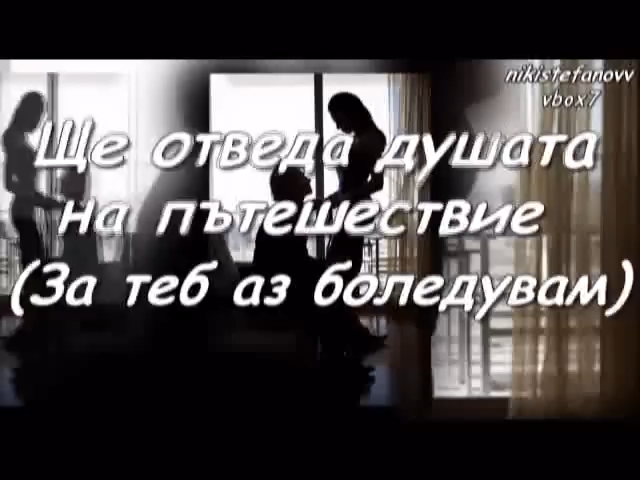 nikistefanovv
vbox7
Ще отведа душата
на пътешествие
(За теб аз боледувам)